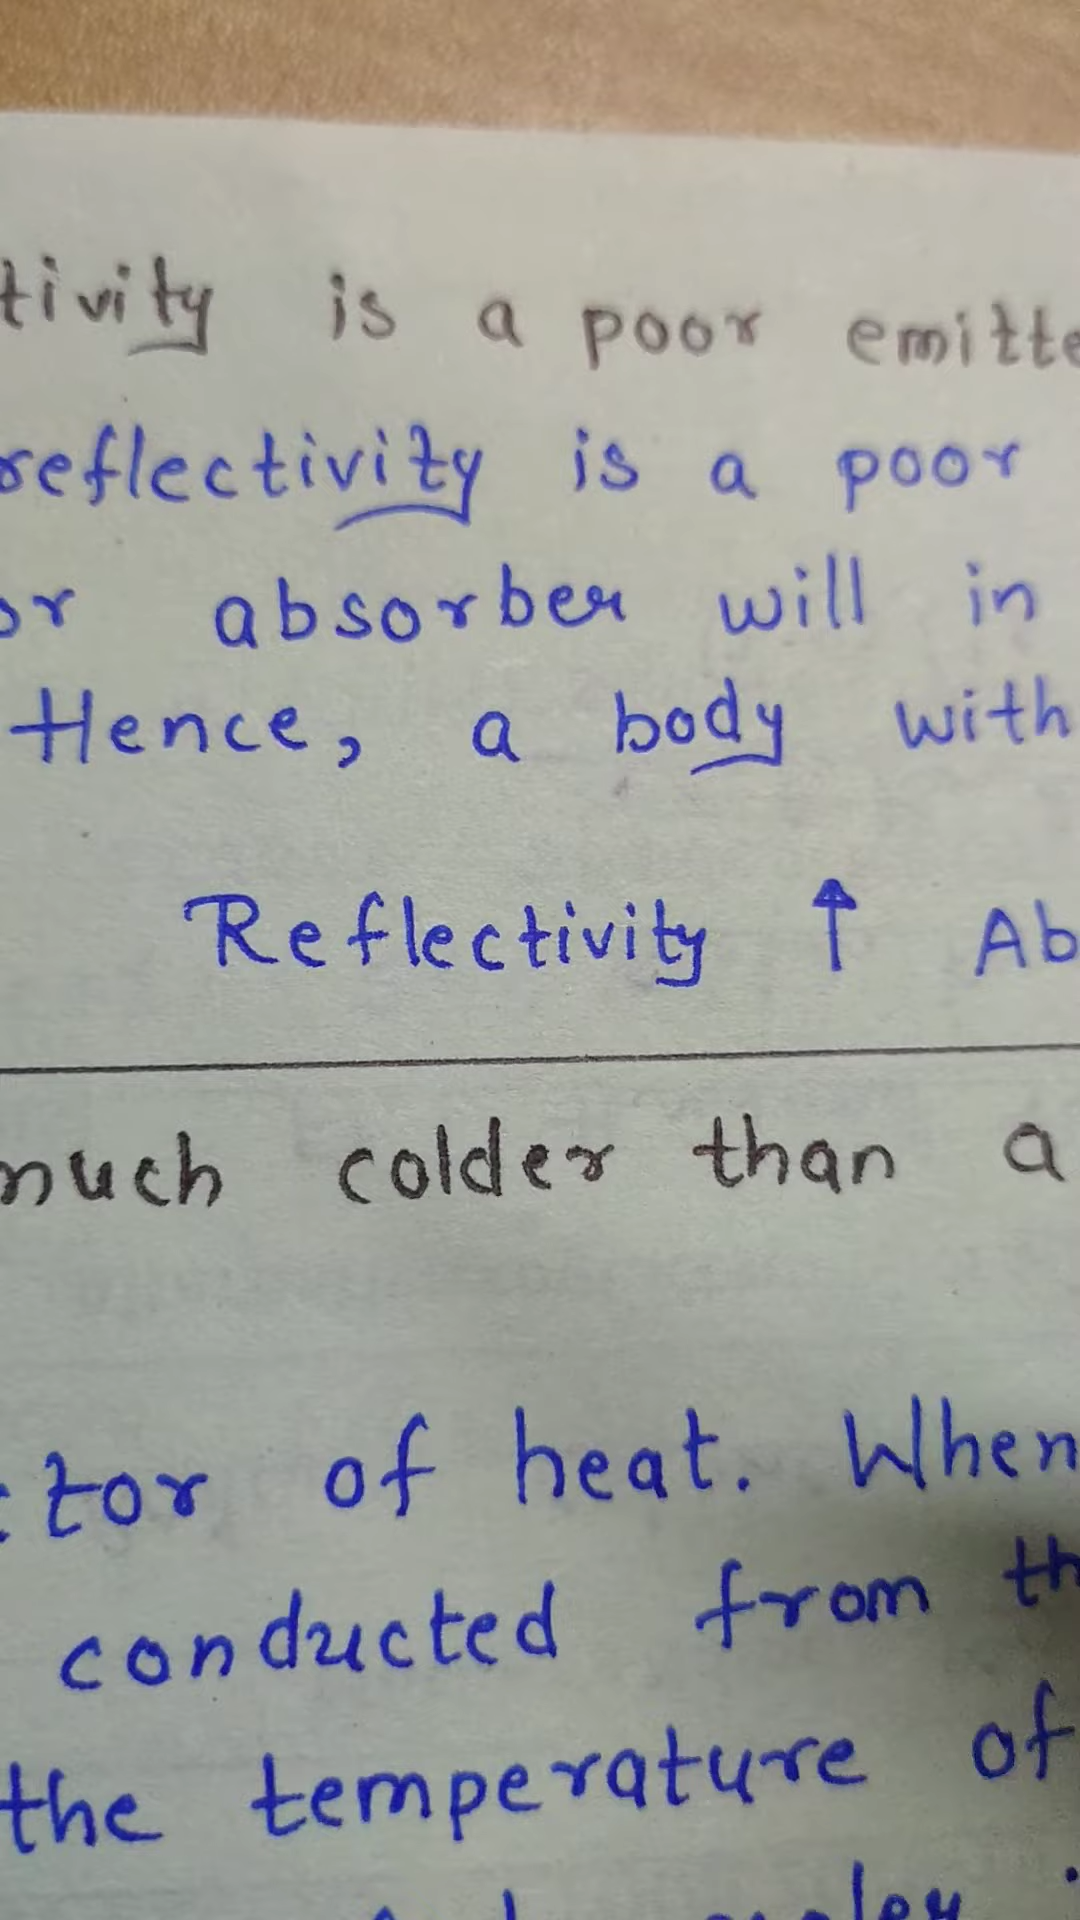 tivity is a poor emitte
reflectivity is a poor
or absorber will in
Hence, a body with
Reflectivity ↑ Ab
much colder than a
ctor of heat. When
conducted from th
the temperature of